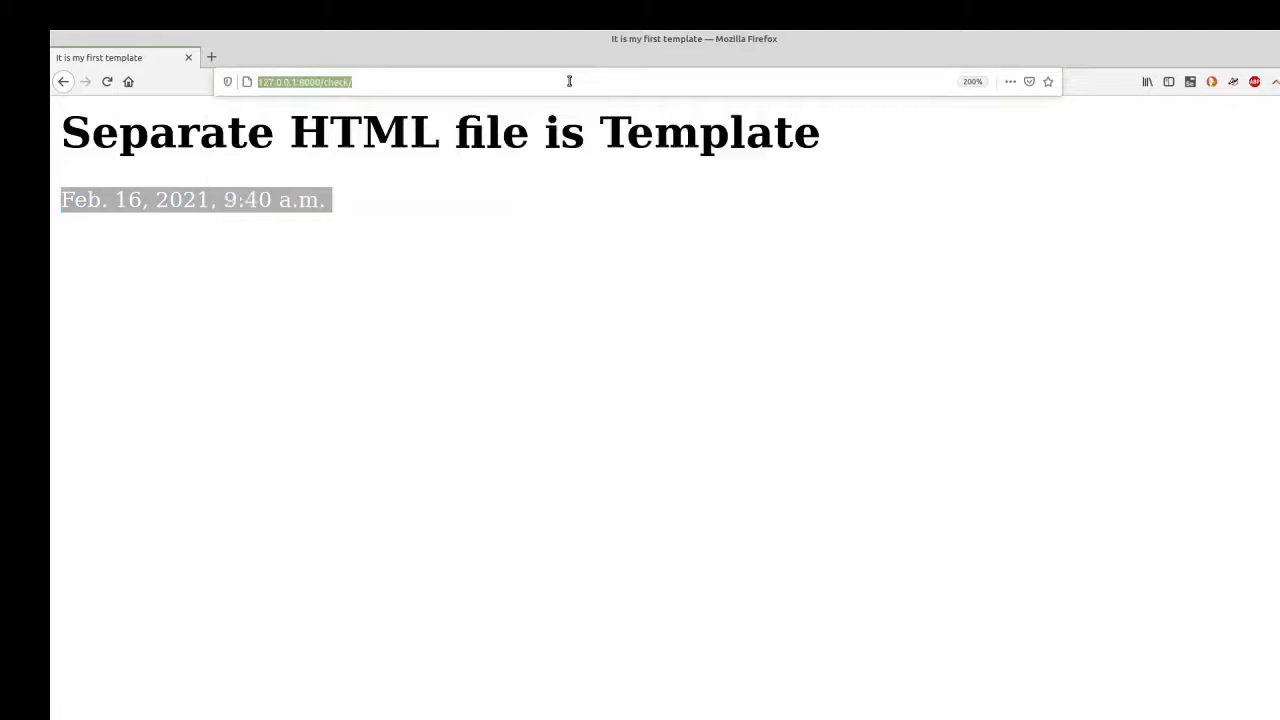 It is my first template — Mozilla Firefox
It is my first template
127.0.0.1:8000/check/
200%
ABP
Separate HTML file is Template
Feb. 16, 2021, 9:40 a.m.